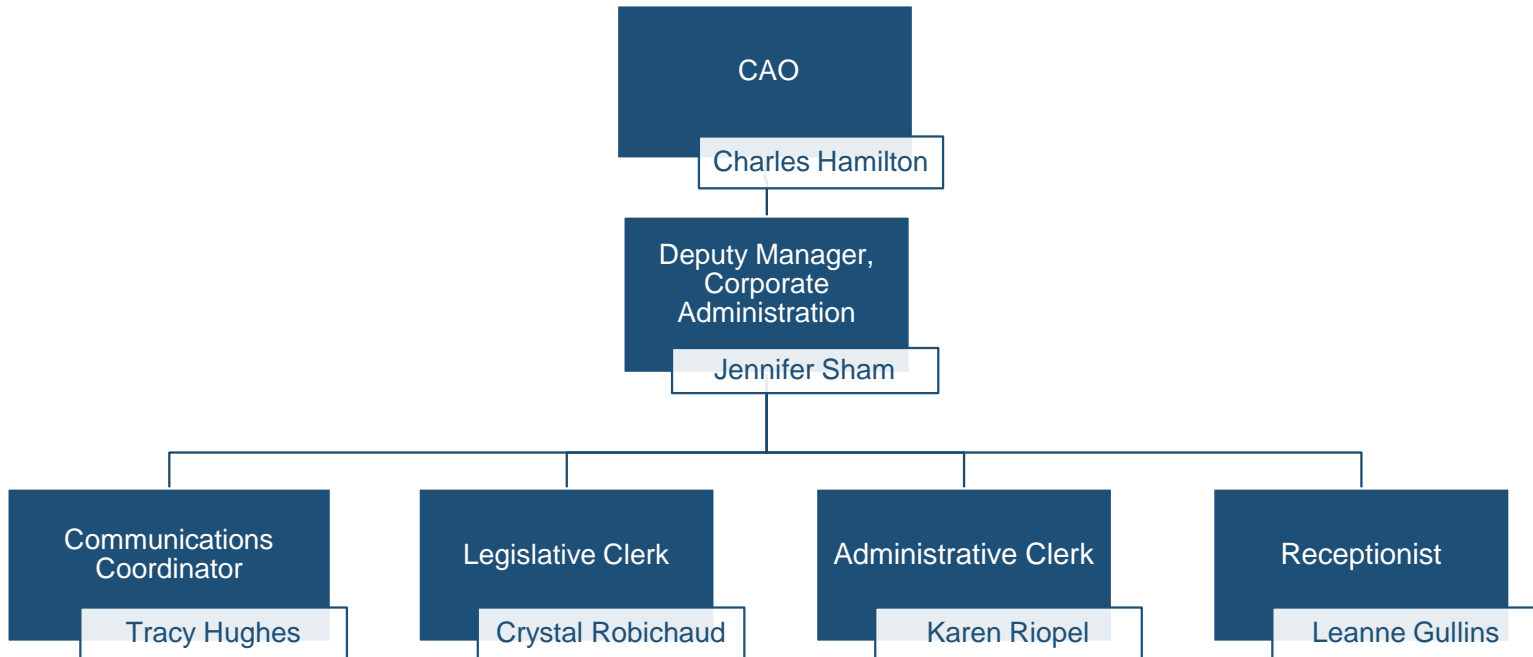 CAO
Charles Hamilton
Deputy Manager,
Corporate
Administration
Jennifer Sham
Communications
Coordinator
Tracy Hughes
Legislative Clerk
Crystal Robichaud
Administrative Clerk
Karen Riopel
Receptionist
Leanne Gullins